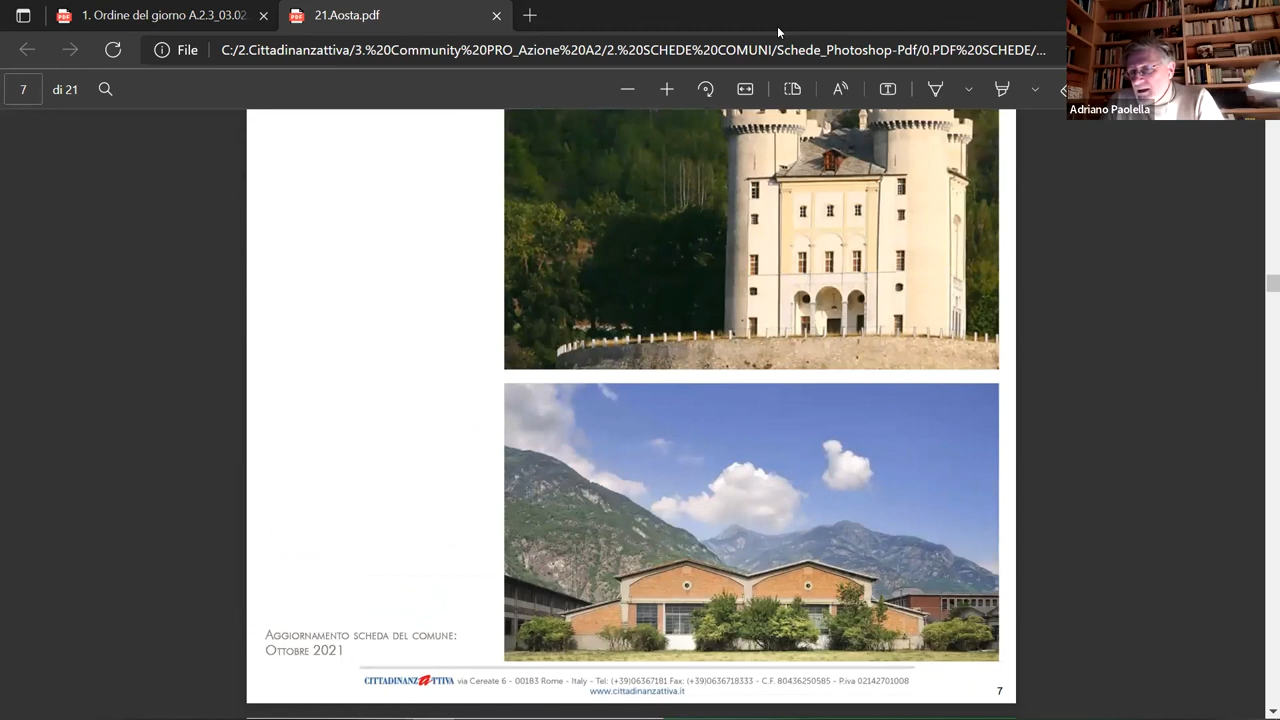 1. Ordine del giorno A.2.3_09.02
21.Aosta.pdf
File C:/2.Cittadinanzattiva/3.%20Community%20PRO_Azione%20A2/2.%20SCHEDE%20COMUNI/Schede_Photoshop-Pdf/0.PDF%20SCHEDE/...
7 di 21
Adriano Paolella
Aggiornamento scheda del comune:
Ottobre 2021
CITTADINANZATTIVA via Cereate 6 - 00183 Rome - Italy - Tel: (+39)06367181 Fax: (+39)0636718333 - C.F. 80436250585 - P.iva 02142701008
www.cittadinanzattiva.it
7